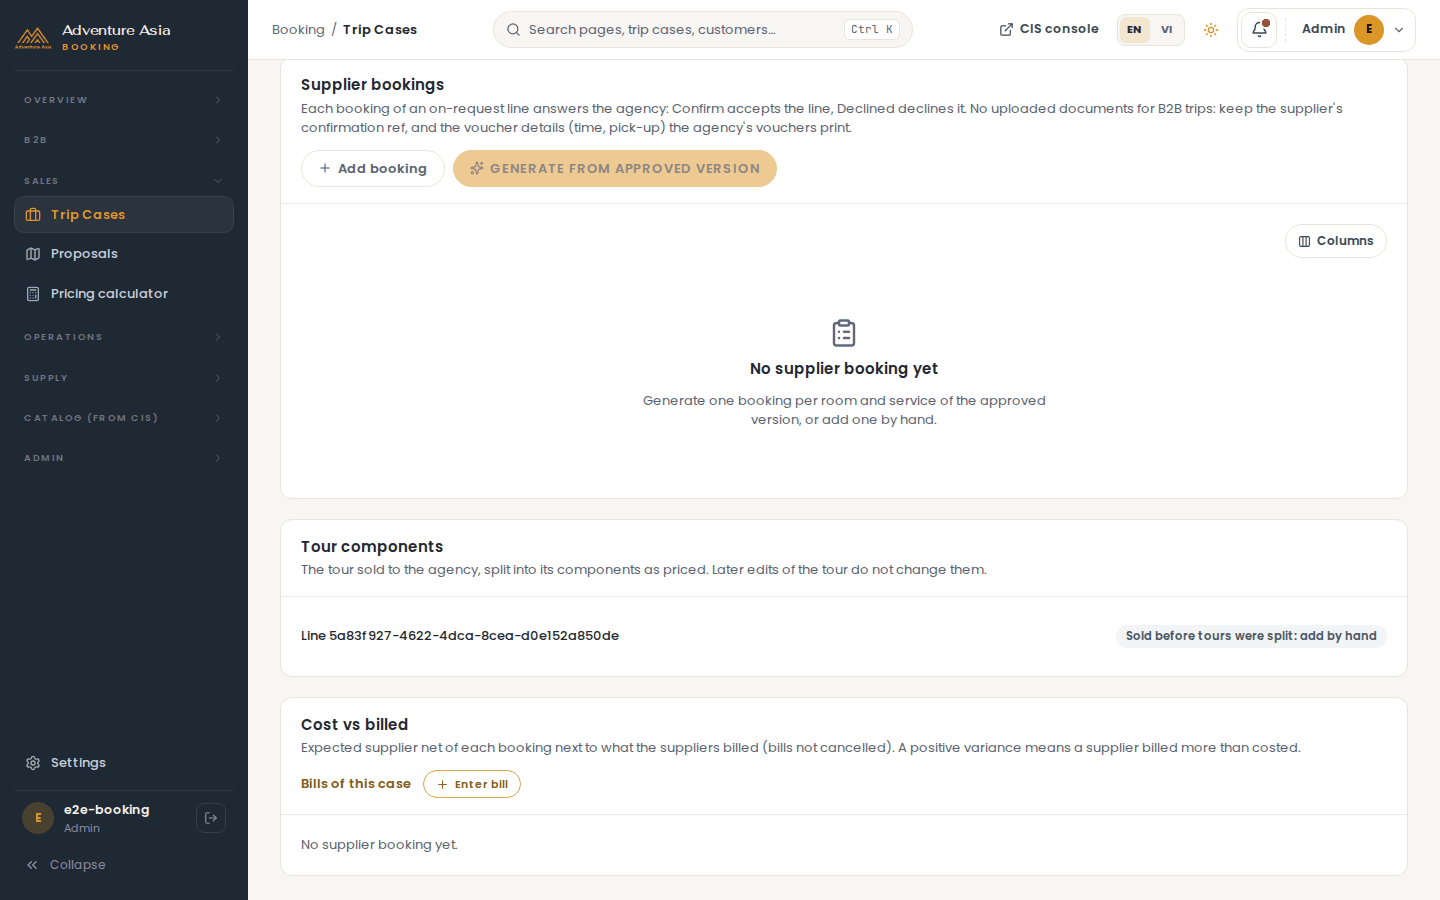 Adventure Asia
BOOKING
Adventure Asia
OVERVIEW
B2B
SALES
Trip Cases
Proposals
Pricing calculator
OPERATIONS
SUPPLY
CATALOG (FROM CIS)
ADMIN
Settings
E
e2e-booking
Admin
Collapse
Booking / Trip Cases
Search pages, trip cases, customers...
Ctrl K
CIS console
EN
VI
Admin
E
Supplier bookings
Each booking of an on-request line answers the agency: Confirm accepts the line, Declined declines it. No uploaded documents for B2B trips: keep the supplier's
confirmation ref, and the voucher details (time, pick-up) the agency's vouchers print.
Add booking
GENERATE FROM APPROVED VERSION
Columns
No supplier booking yet
Generate one booking per room and service of the approved
version, or add one by hand.
Tour components
The tour sold to the agency, split into its components as priced. Later edits of the tour do not change them.
Line 5a83f927-4622-4dca-8cea-d0e152a850de
Sold before tours were split: add by hand
Cost vs billed
Expected supplier net of each booking next to what the suppliers billed (bills not cancelled). A positive variance means a supplier billed more than costed.
Bills of this case
Enter bill
No supplier booking yet.